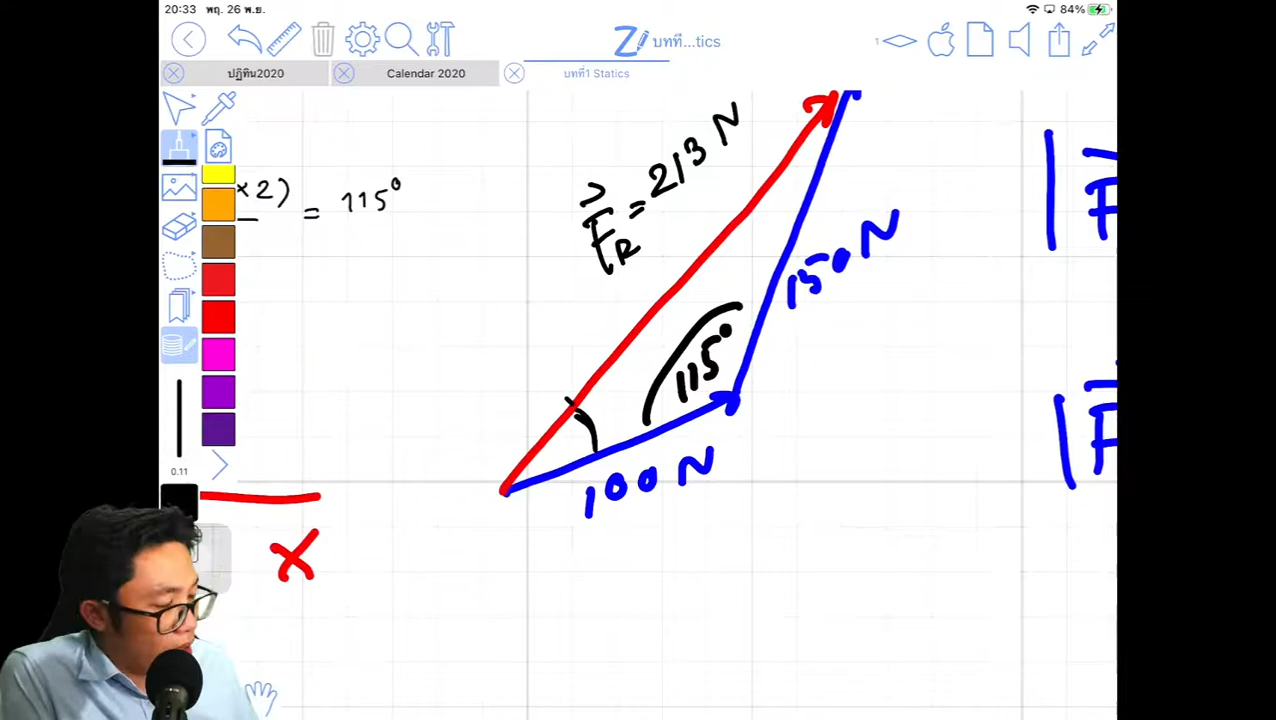 20:33 พฤ. 26 พ.ย.
84%
บทที...tics
1
ปฏิทิน2020
Calendar 2020
บทที่1 Statics
×2) = 115°
F⃗R = 213 N
150 N
115°
100 N
0.11
x
|F
|F